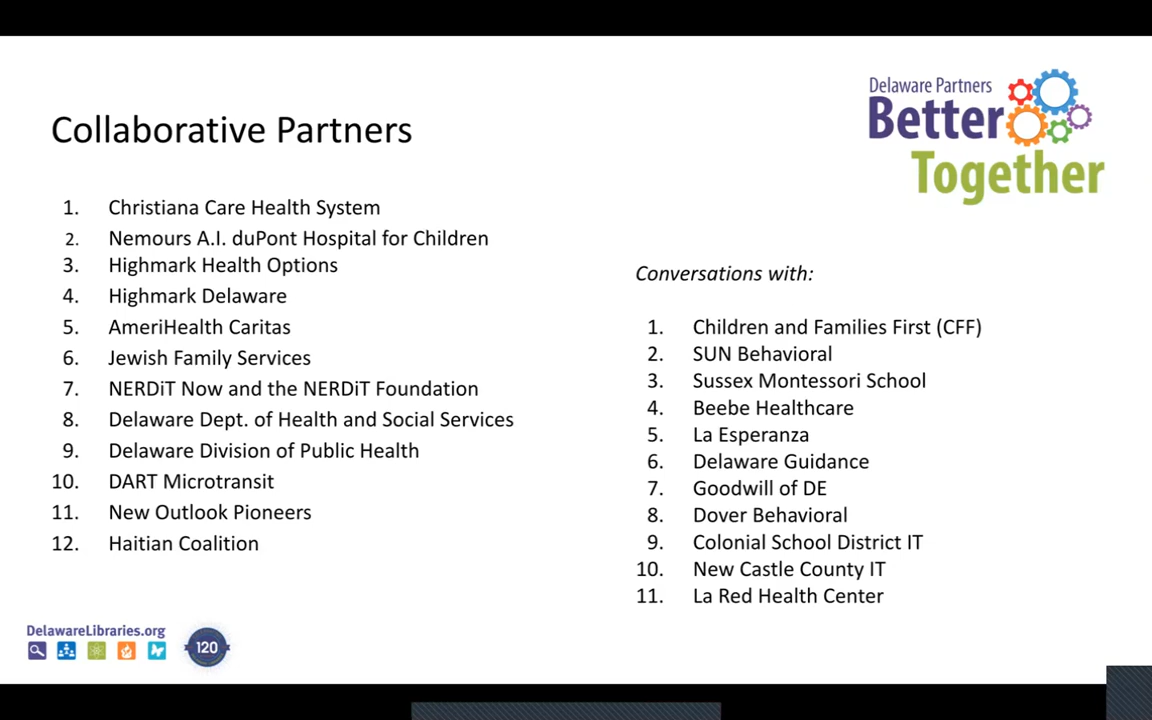 Delaware Partners
Better
Together
Collaborative Partners
1. Christiana Care Health System
2. Nemours A.I. duPont Hospital for Children
3. Highmark Health Options
4. Highmark Delaware
5. AmeriHealth Caritas
6. Jewish Family Services
7. NERDiT Now and the NERDiT Foundation
8. Delaware Dept. of Health and Social Services
9. Delaware Division of Public Health
10. DART Microtransit
11. New Outlook Pioneers
12. Haitian Coalition
Conversations with:
1. Children and Families First (CFF)
2. SUN Behavioral
3. Sussex Montessori School
4. Beebe Healthcare
5. La Esperanza
6. Delaware Guidance
7. Goodwill of DE
8. Dover Behavioral
9. Colonial School District IT
10. New Castle County IT
11. La Red Health Center
DelawareLibraries.org
120